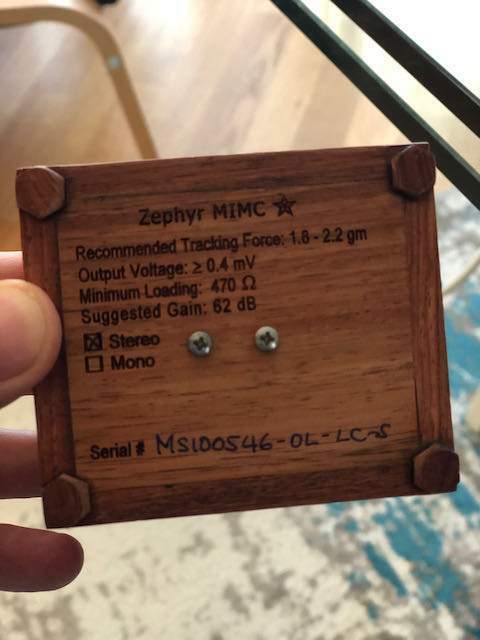 Zephyr MIMC ☆
Recommended Tracking Force: 1.8 - 2.2 gm
Output Voltage: ≥ 0.4 mV
Minimum Loading: 470 Ω
Suggested Gain: 62 dB
☒ Stereo
☐ Mono
Serial # MS100546-OL-LC-S